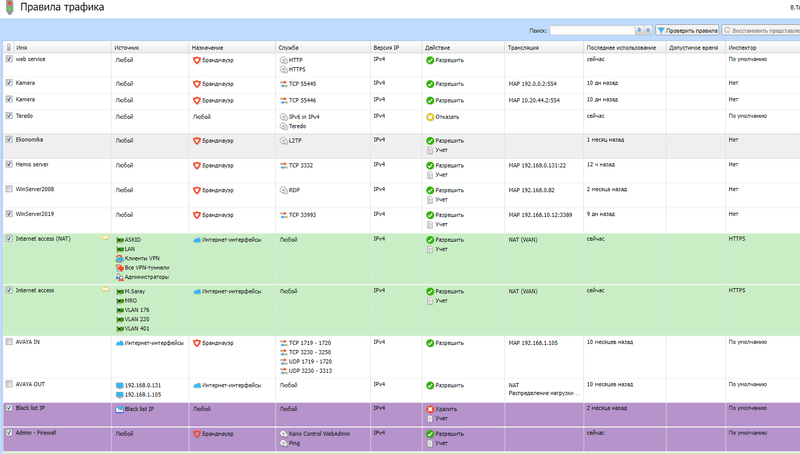 Правила трафика
Поиск: Проверить правила Восстановить представле
Имя Источник Назначение Служба Версия IP Действие Трансляция Последнее использование Допустимое время Инспектор
web service Любой Брандмауэр HTTP IPv4 Разрешить сейчас По умолчанию
HTTPS
Kamera Любой Брандмауэр TCP 55445 IPv4 Разрешить MAP 192.0.0.2:554 10 дн назад Нет
Kamera Любой Брандмауэр TCP 55446 IPv4 Разрешить MAP 10.20.44.2:554 10 дн назад Нет
Teredo Любой Любой IPv6 in IPv4 IPv4 Отказать сейчас По умолчанию
Teredo
Ekonomika Любой Брандмауэр L2TP IPv4 Разрешить 1 месяц назад Нет
Учет
Hemis server Любой Брандмауэр TCP 3332 IPv4 Разрешить MAP 192.168.0.131:22 12 ч назад Нет
Учет
WinServer2008 Любой Брандмауэр RDP IPv4 Разрешить MAP 192.168.0.82 2 месяца назад Нет
Учет
WinServer2019 Любой Брандмауэр TCP 33993 IPv4 Разрешить MAP 192.168.10.12:3389 9 дн назад Нет
Учет
Internet access (NAT) ASKID Интернет-интерфейсы Любой IPv4 Разрешить NAT (WAN) сейчас HTTPS
LAN Учет
Клиенты VPN
Все VPN-туннели
Администраторы
Internet access M.Saray Интернет-интерфейсы Любой IPv4 Разрешить NAT (WAN) сейчас HTTPS
MRO Учет
VLAN 176
VLAN 220
VLAN 401
AVAYA IN Интернет-интерфейсы Брандмауэр TCP 1719 - 1720 IPv4 Разрешить MAP 192.168.1.105 10 месяцев назад По умолчанию
TCP 3230 - 3250
UDP 1719 - 1720
UDP 3230 - 3313
AVAYA OUT 192.168.0.131 Интернет-интерфейсы Любой IPv4 Разрешить NAT 10 месяцев назад По умолчанию
192.168.1.105 Распределение нагрузки ...
Black list IP Black list IP Любой Любой IPv4 Удалить 2 месяца назад По умолчанию
Учет
Admin - Firewall Любой Брандмауэр Kerio Control WebAdmin IPv4 Разрешить сейчас По умолчанию
Ping Учет